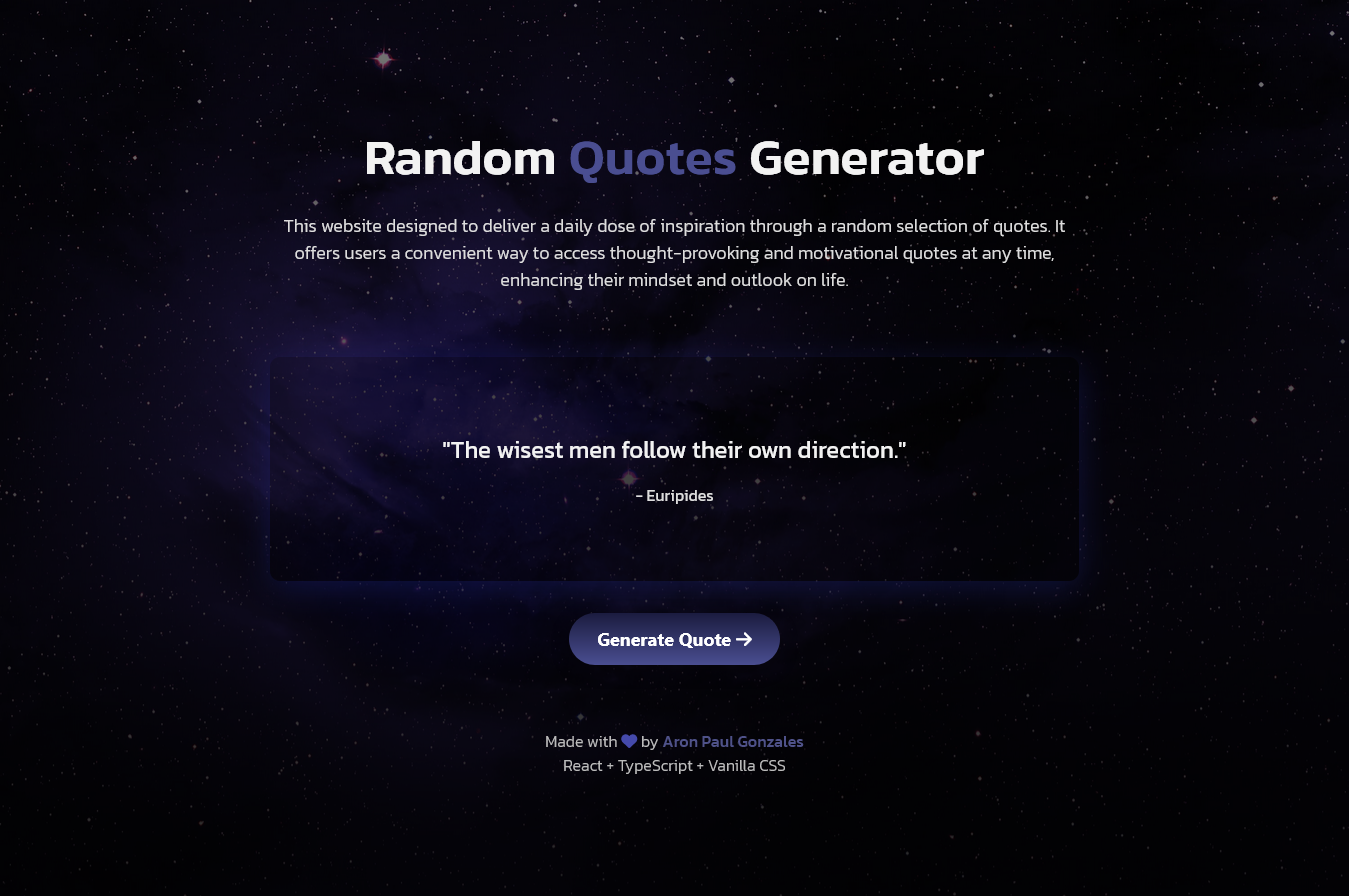 Random Quotes Generator
This website designed to deliver a daily dose of inspiration through a random selection of quotes. It
offers users a convenient way to access thought-provoking and motivational quotes at any time,
enhancing their mindset and outlook on life.
"The wisest men follow their own direction."
- Euripides
Generate Quote →
Made with 💙 by Aron Paul Gonzales
React + TypeScript + Vanilla CSS